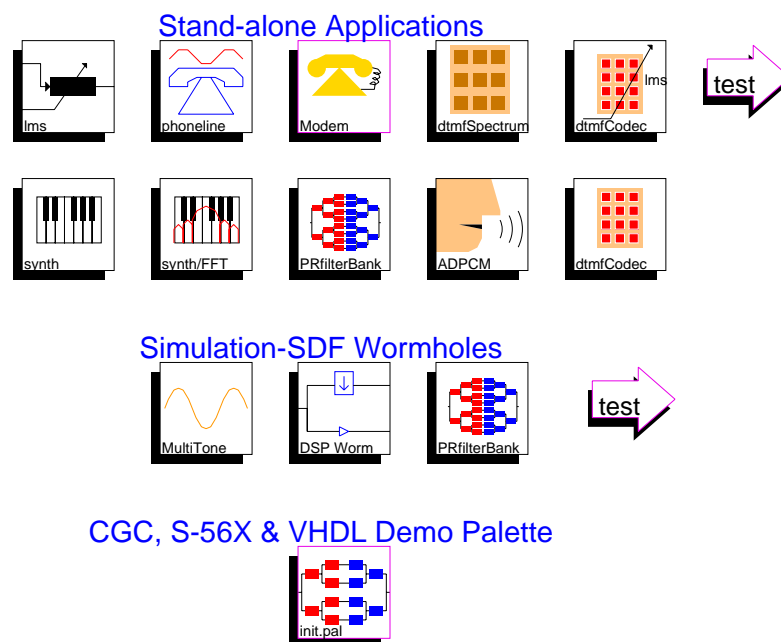 Stand-alone Applications
lms
phoneline
Modem
dtmfSpectrum
lms
dtmfCodec
test
synth
synth/FFT
PRfilterBank
ADPCM
dtmfCodec
Simulation-SDF Wormholes
MultiTone
DSP Worm
PRfilterBank
test
CGC, S-56X & VHDL Demo Palette
init.pal